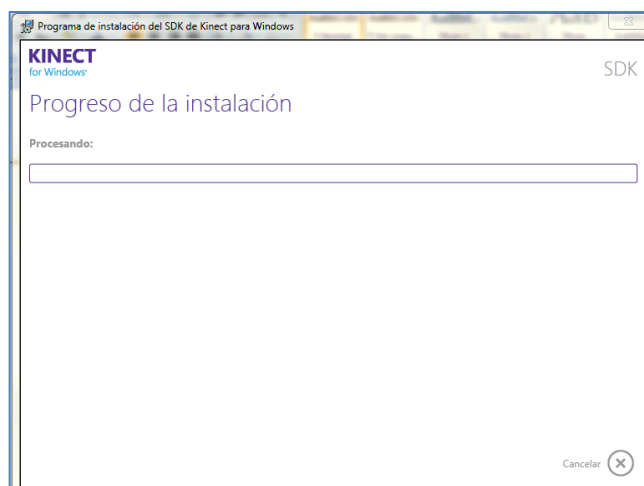 Programa de instalación del SDK de Kinect para Windows
KINECT
for Windows
SDK
Progreso de la instalación
Procesando:
Cancelar